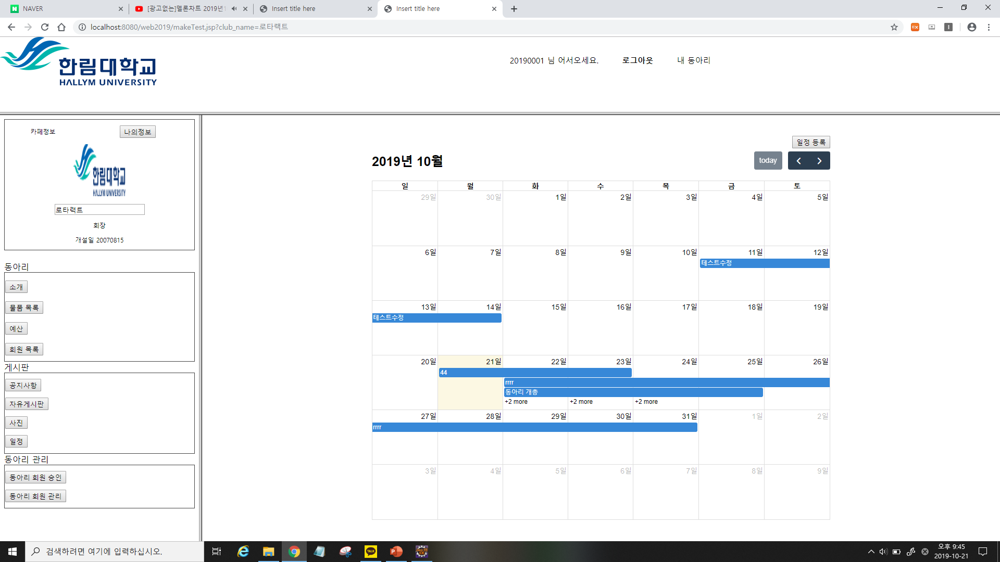 NAVER
[광고없는]멜론차트 2019년
Insert title here
Insert title here
localhost:8080/web2019/makeTest.jsp?club_name=로타랙트
한림대학교
HALLYM UNIVERSITY
20190001 님 어서오세요. 로그아웃 내 동아리
카페정보 나의정보
한림대학교
HALLYM UNIVERSITY
로타랙트
회장
개설일 20070815
동아리
소개
물품 목록
예산
회원 목록
게시판
공지사항
자유게시판
사진
일정
동아리 관리
동아리 회원 승인
동아리 회원 관리
일정 등록
2019년 10월 today
일 월 화 수 목 금 토
29일 30일 1일 2일 3일 4일 5일
6일 7일 8일 9일 10일 11일 12일
테스트수정
13일 14일 15일 16일 17일 18일 19일
테스트수정
20일 21일 22일 23일 24일 25일 26일
44
rrrr
동아리 개총
+2 more +2 more +2 more
27일 28일 29일 30일 31일 1일 2일
rrrr
3일 4일 5일 6일 7일 8일 9일
검색하려면 여기에 입력하십시오.
TALK
오후 9:45
2019-10-21